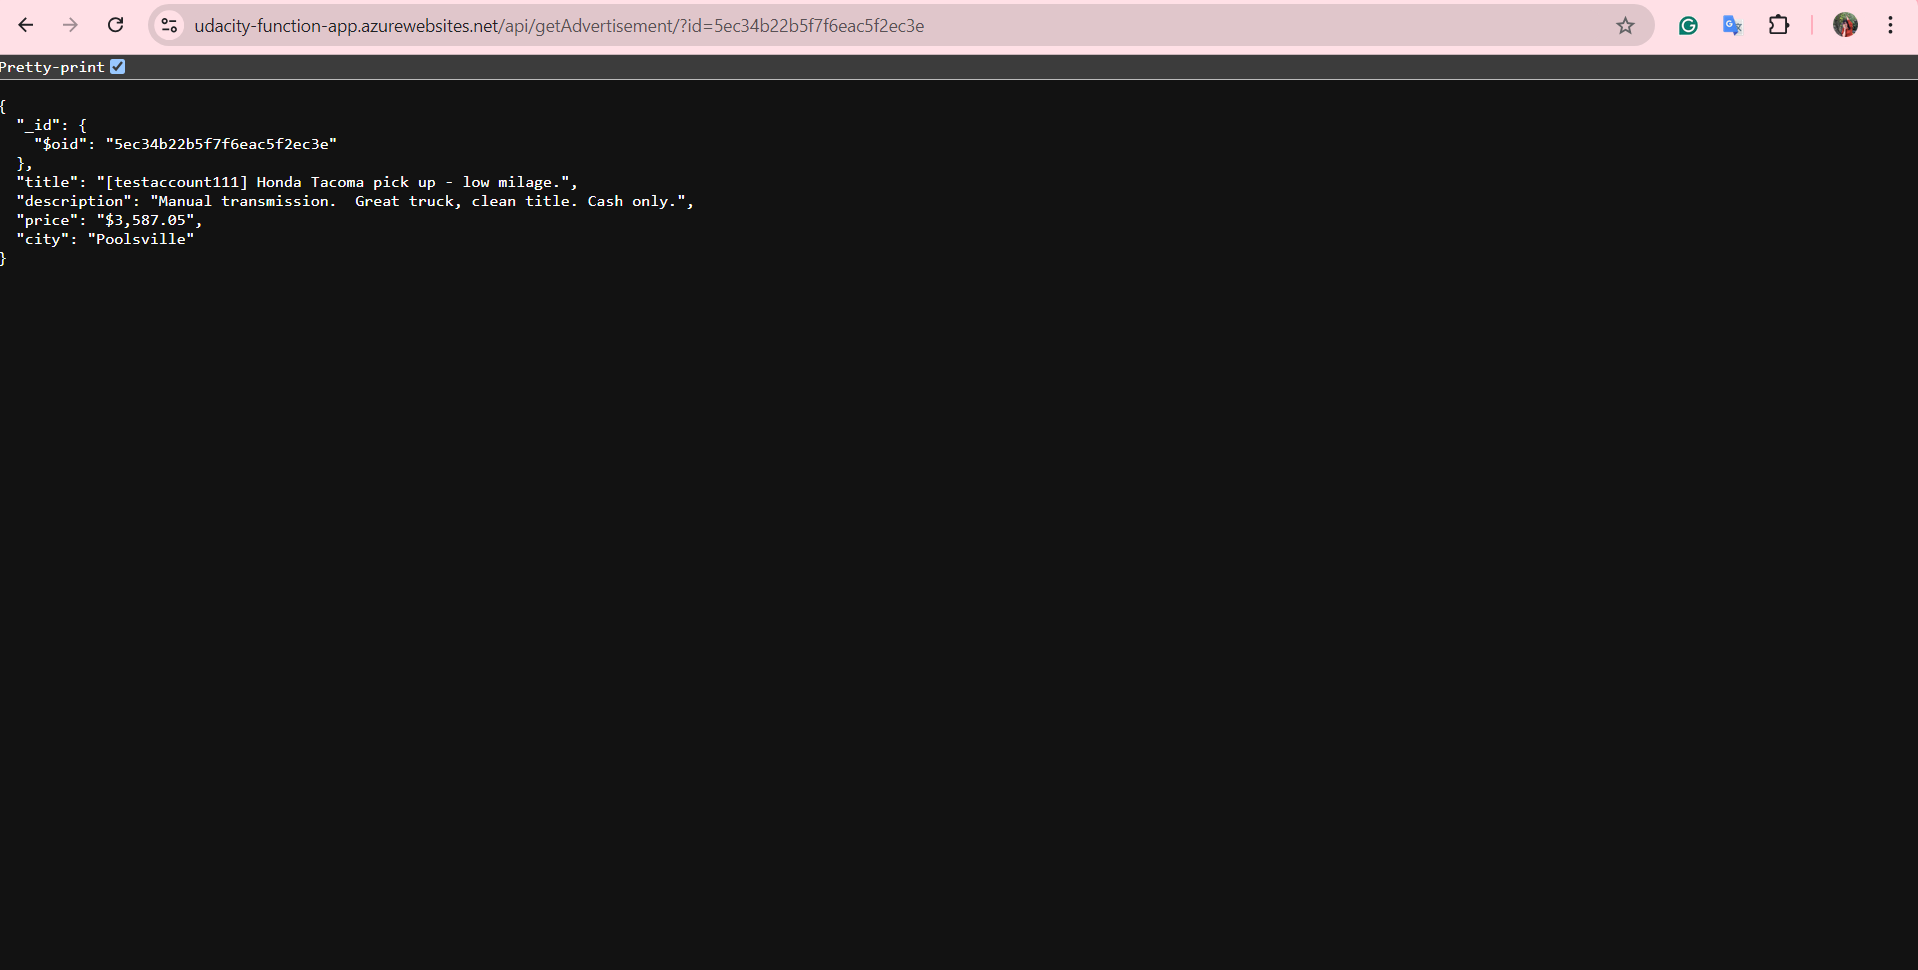 udacity-function-app.azurewebsites.net/api/getAdvertisement/?id=5ec34b22b5f7f6eac5f2ec3e
Pretty-print
{
  "_id": {
    "$oid": "5ec34b22b5f7f6eac5f2ec3e"
  },
  "title": "[testaccount111] Honda Tacoma pick up - low milage.",
  "description": "Manual transmission.  Great truck, clean title. Cash only.",
  "price": "$3,587.05",
  "city": "Poolsville"
}